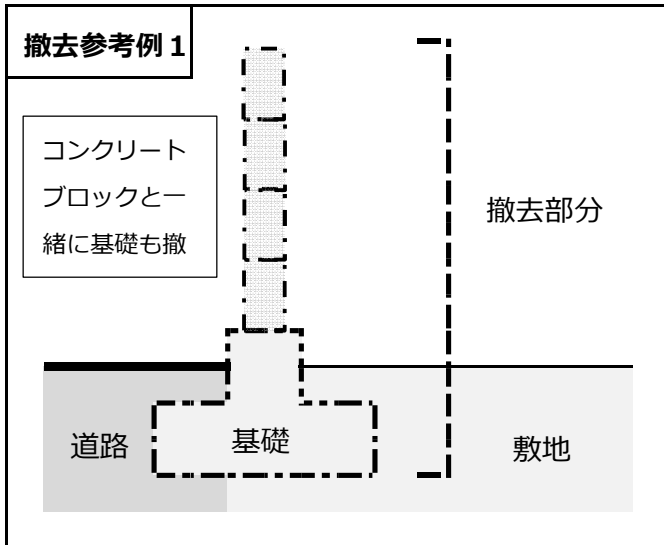 撤去参考例1
コンクリート
ブロックと一
緒に基礎も撤
撤去部分
道路
基礎
敷地